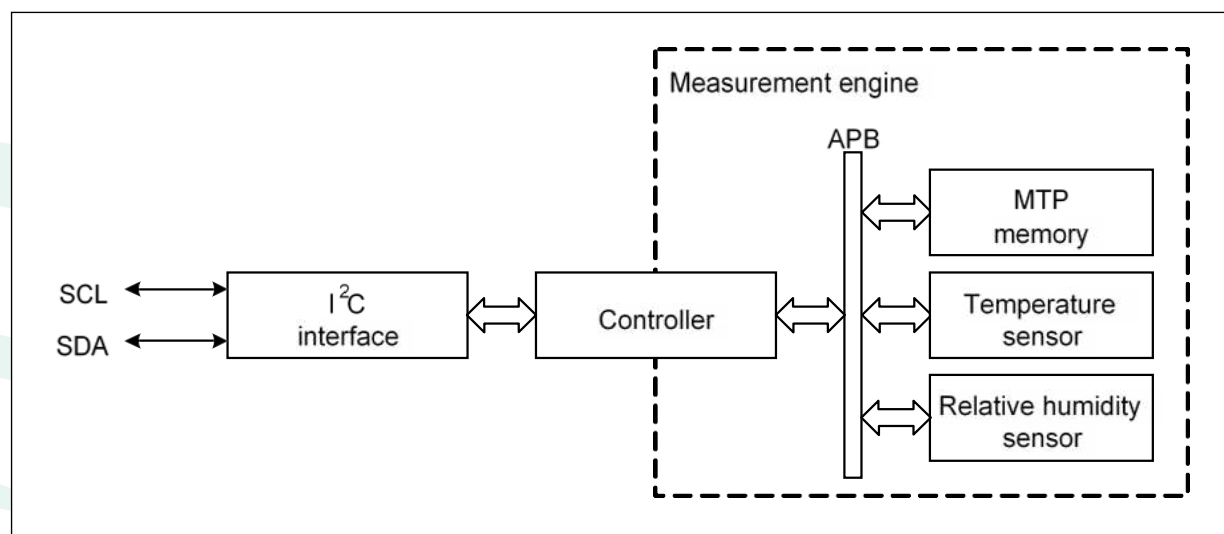 Measurement engine
APB
MTP
memory
SCL
SDA
I²C
interface
Controller
Temperature
sensor
Relative humidity
sensor